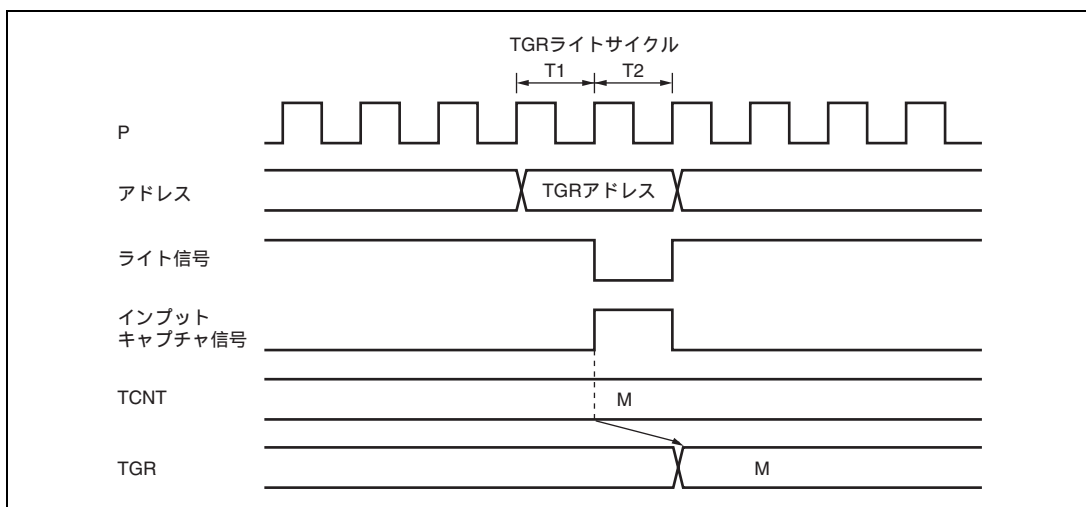 TGRライトサイクル
T1 T2
P
アドレス TGRアドレス
ライト信号
インプット
キャプチャ信号
TCNT M
TGR M